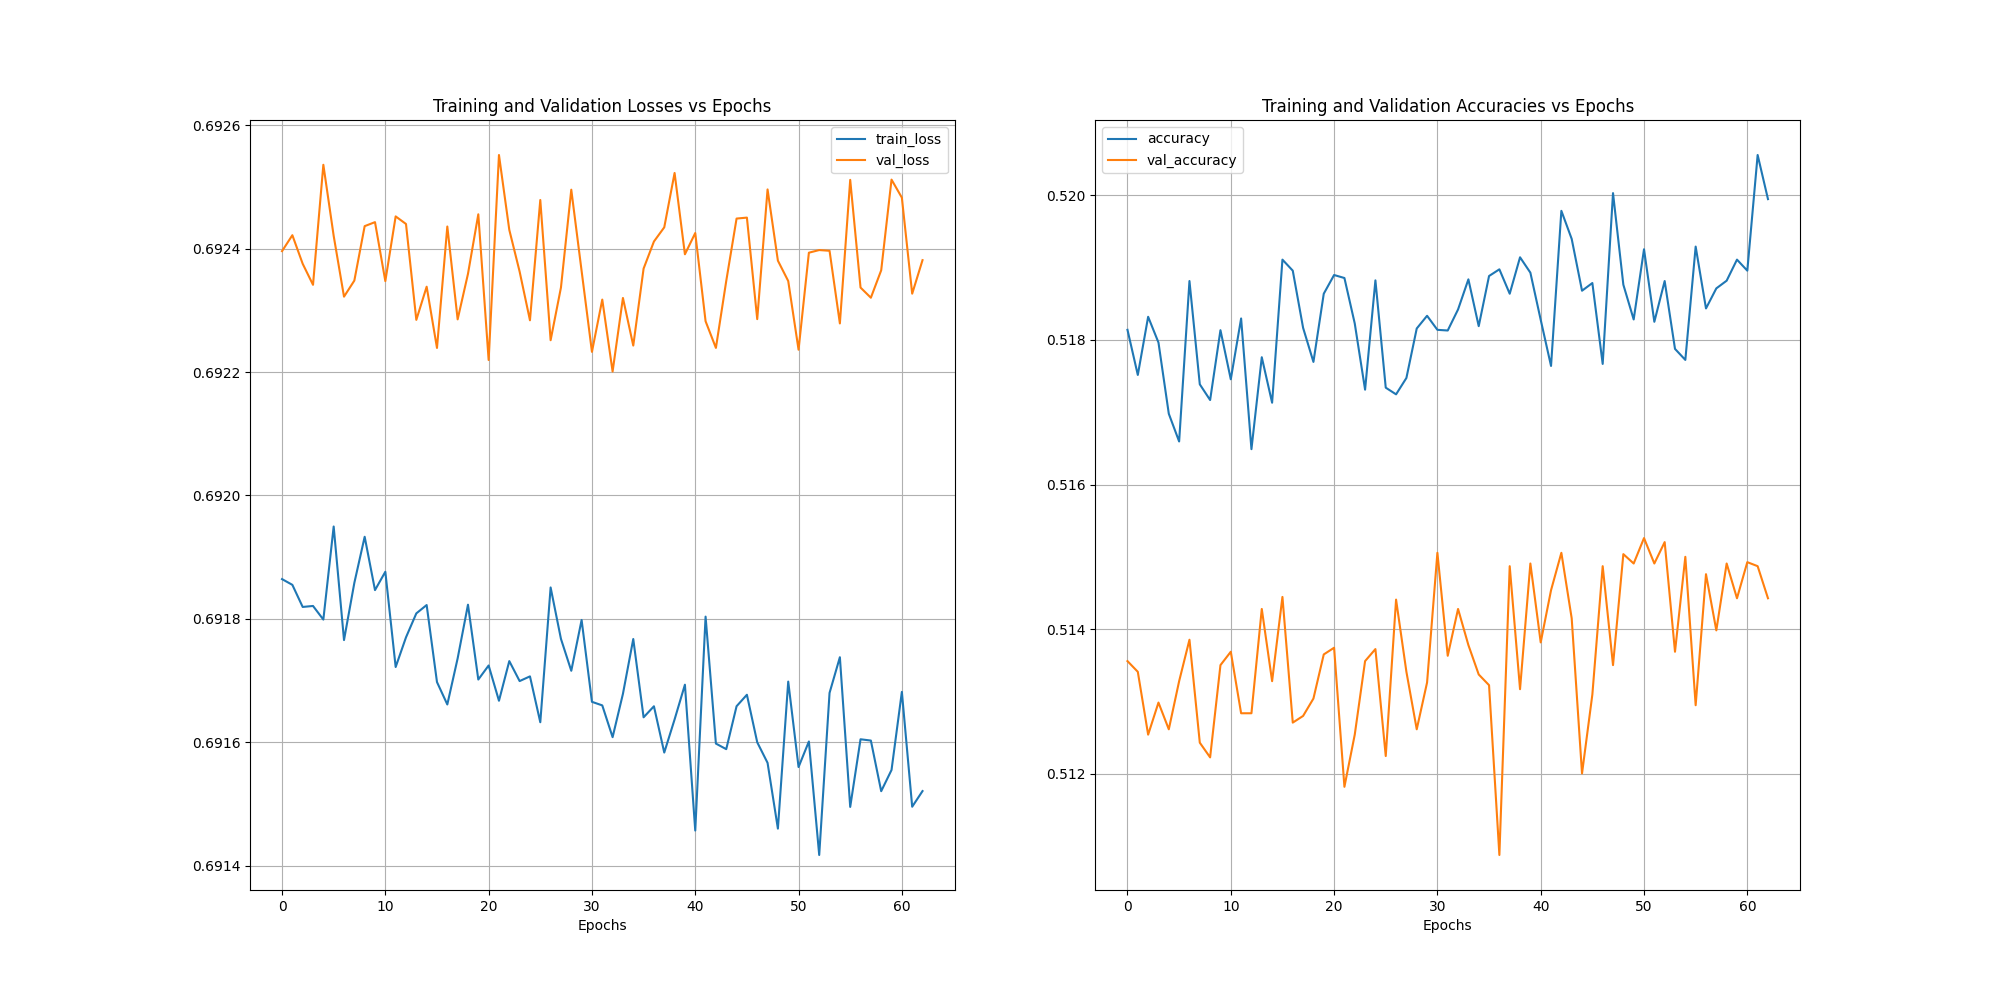 Training and Validation Losses vs Epochs
train_loss
val_loss
0.6926
0.6924
0.6922
0.6920
0.6918
0.6916
0.6914
0 10 20 30 40 50 60
Epochs
Training and Validation Accuracies vs Epochs
accuracy
val_accuracy
0.520
0.518
0.516
0.514
0.512
0 10 20 30 40 50 60
Epochs